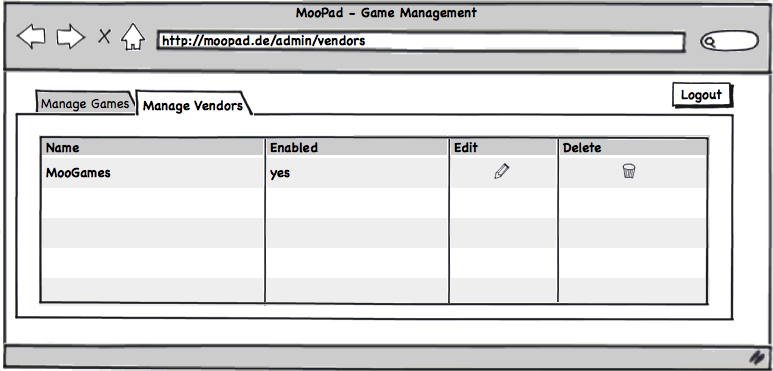 MooPad - Game Management
http://moopad.de/admin/vendors
Logout
Manage Games Manage Vendors
Name Enabled Edit Delete
MooGames yes